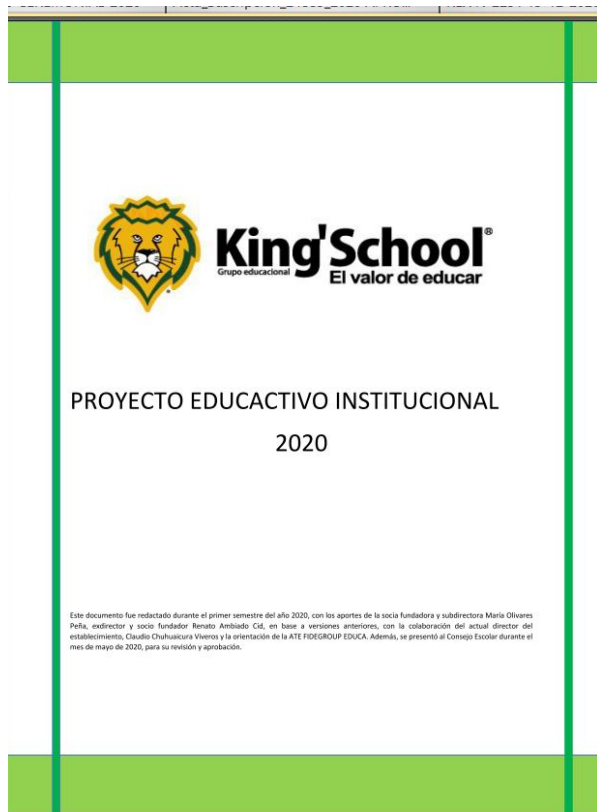 King'School®
Grupo educacional
El valor de educar
PROYECTO EDUCACTIVO INSTITUCIONAL
2020
Este documento fue redactado durante el primer semestre del año 2020, con los aportes de la socia fundadora y subdirectora María Olivares
Peña, exdirector y socio fundador Renato Ambiado Cid, en base a versiones anteriores, con la colaboración del actual director del
establecimiento, Claudio Chuhuaicura Viveros y la orientación de la ATE FIDEGROUP EDUCA. Además, se presentó al Consejo Escolar durante el
mes de mayo de 2020, para su revisión y aprobación.